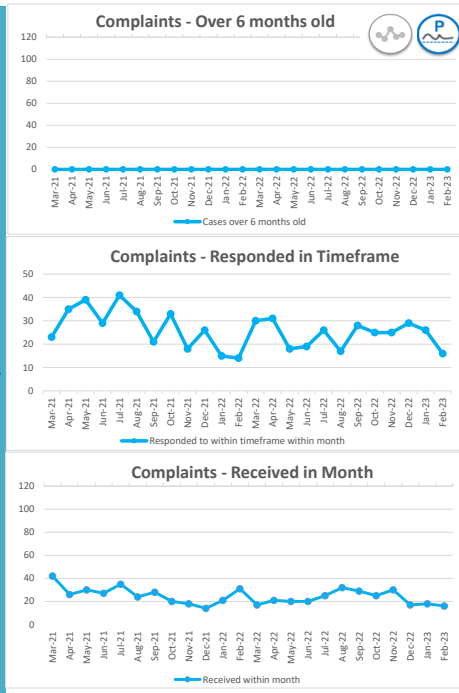 Complaints - Over 6 months old
P
120
100
80
60
40
20
0
Mar-21 Apr-21 May-21 Jun-21 Jul-21 Aug-21 Sep-21 Oct-21 Nov-21 Dec-21 Jan-22 Feb-22 Mar-22 Apr-22 May-22 Jun-22 Jul-22 Aug-22 Sep-22 Oct-22 Nov-22 Dec-22 Jan-23 Feb-23
Cases over 6 months old
Complaints - Responded in Timeframe
50
40
30
20
10
0
Mar-21 Apr-21 May-21 Jun-21 Jul-21 Aug-21 Sep-21 Oct-21 Nov-21 Dec-21 Jan-22 Feb-22 Mar-22 Apr-22 May-22 Jun-22 Jul-22 Aug-22 Sep-22 Oct-22 Nov-22 Dec-22 Jan-23 Feb-23
Responded to within timeframe within month
Complaints - Received in Month
120
100
80
60
40
20
0
Mar-21 Apr-21 May-21 Jun-21 Jul-21 Aug-21 Sep-21 Oct-21 Nov-21 Dec-21 Jan-22 Feb-22 Mar-22 Apr-22 May-22 Jun-22 Jul-22 Aug-22 Sep-22 Oct-22 Nov-22 Dec-22 Jan-23 Feb-23
Received within month